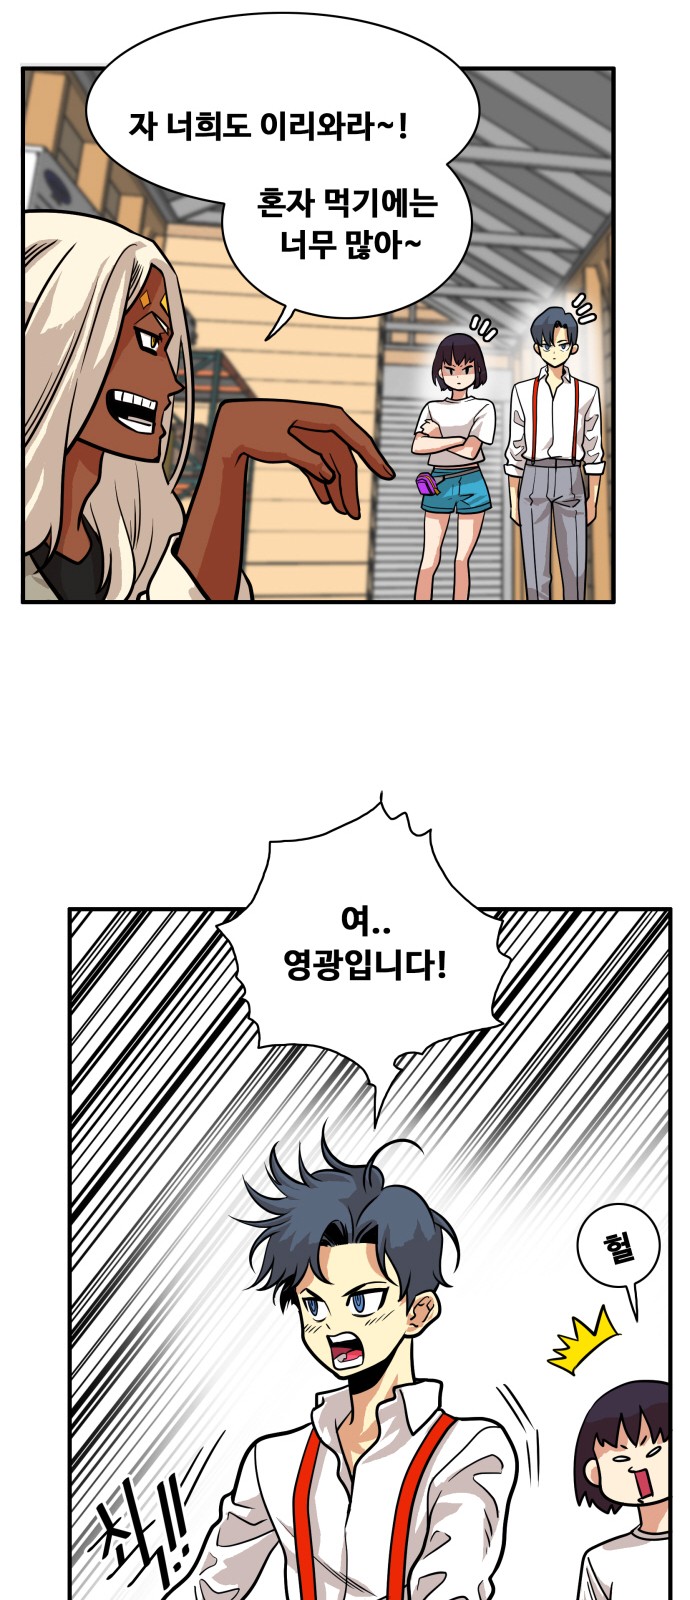 자 너희도 이리와라~!
혼자 먹기에는
너무 많아~
여..
영광입니다!
헐
촥!!